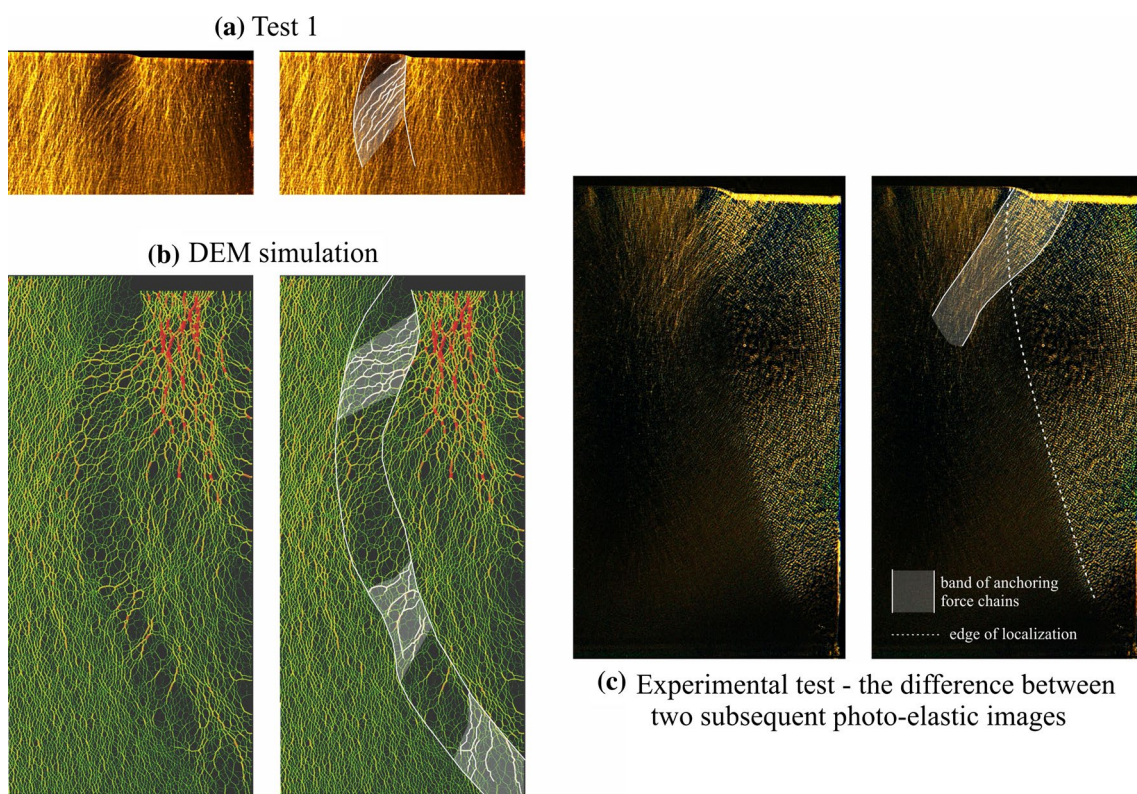 (a) Test 1
(b) DEM simulation
band of anchoring
force chains
edge of localization
(c) Experimental test - the difference between
two subsequent photo-elastic images